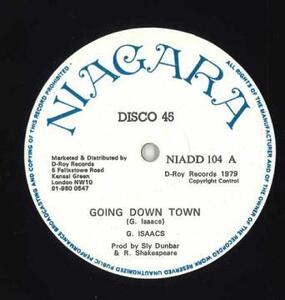 ALL RIGHTS OF THE MANUFACTURER AND OF THE OWNER OF THE RECORDED WORK RESERVED. UNAUTHORISED PUBLIC PERFORMANCE BROADCASTING AND COPYING OF THIS RECORD PROHIBITED.
NIAGARA
DISCO 45
Marketed & Distributed by
D-Roy Records
5 Felixstowe Road
Kensal Green
London NW10
01-960 0647
NIADD 104 A
D-Roy Records 1979
Copyright Control
GOING DOWN TOWN
(G. Isaacs)
G. ISAACS
Prod by Sly Dunbar
& R. Shakespeare